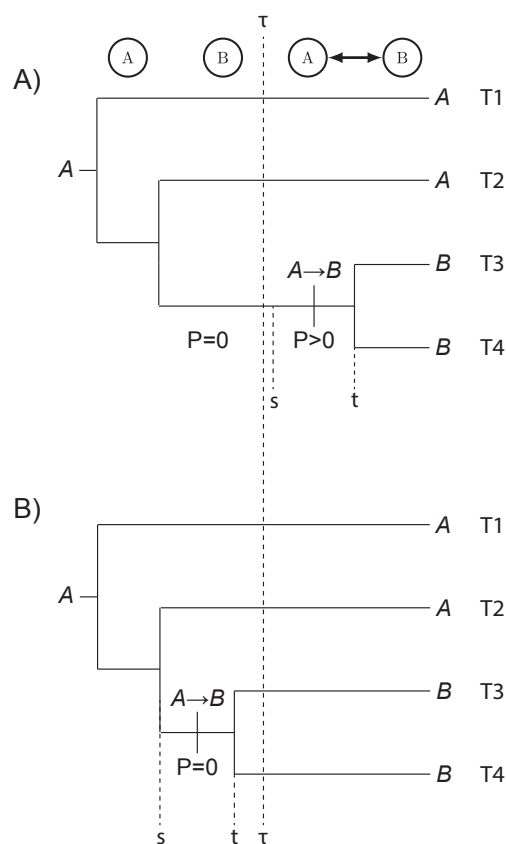 τ
A B A B
A)
A T1
A
A T2
B T3
A→B
P=0 P>0
B T4
s t
B)
A T1
A
A T2
B T3
A→B
P=0
B T4
s t τ